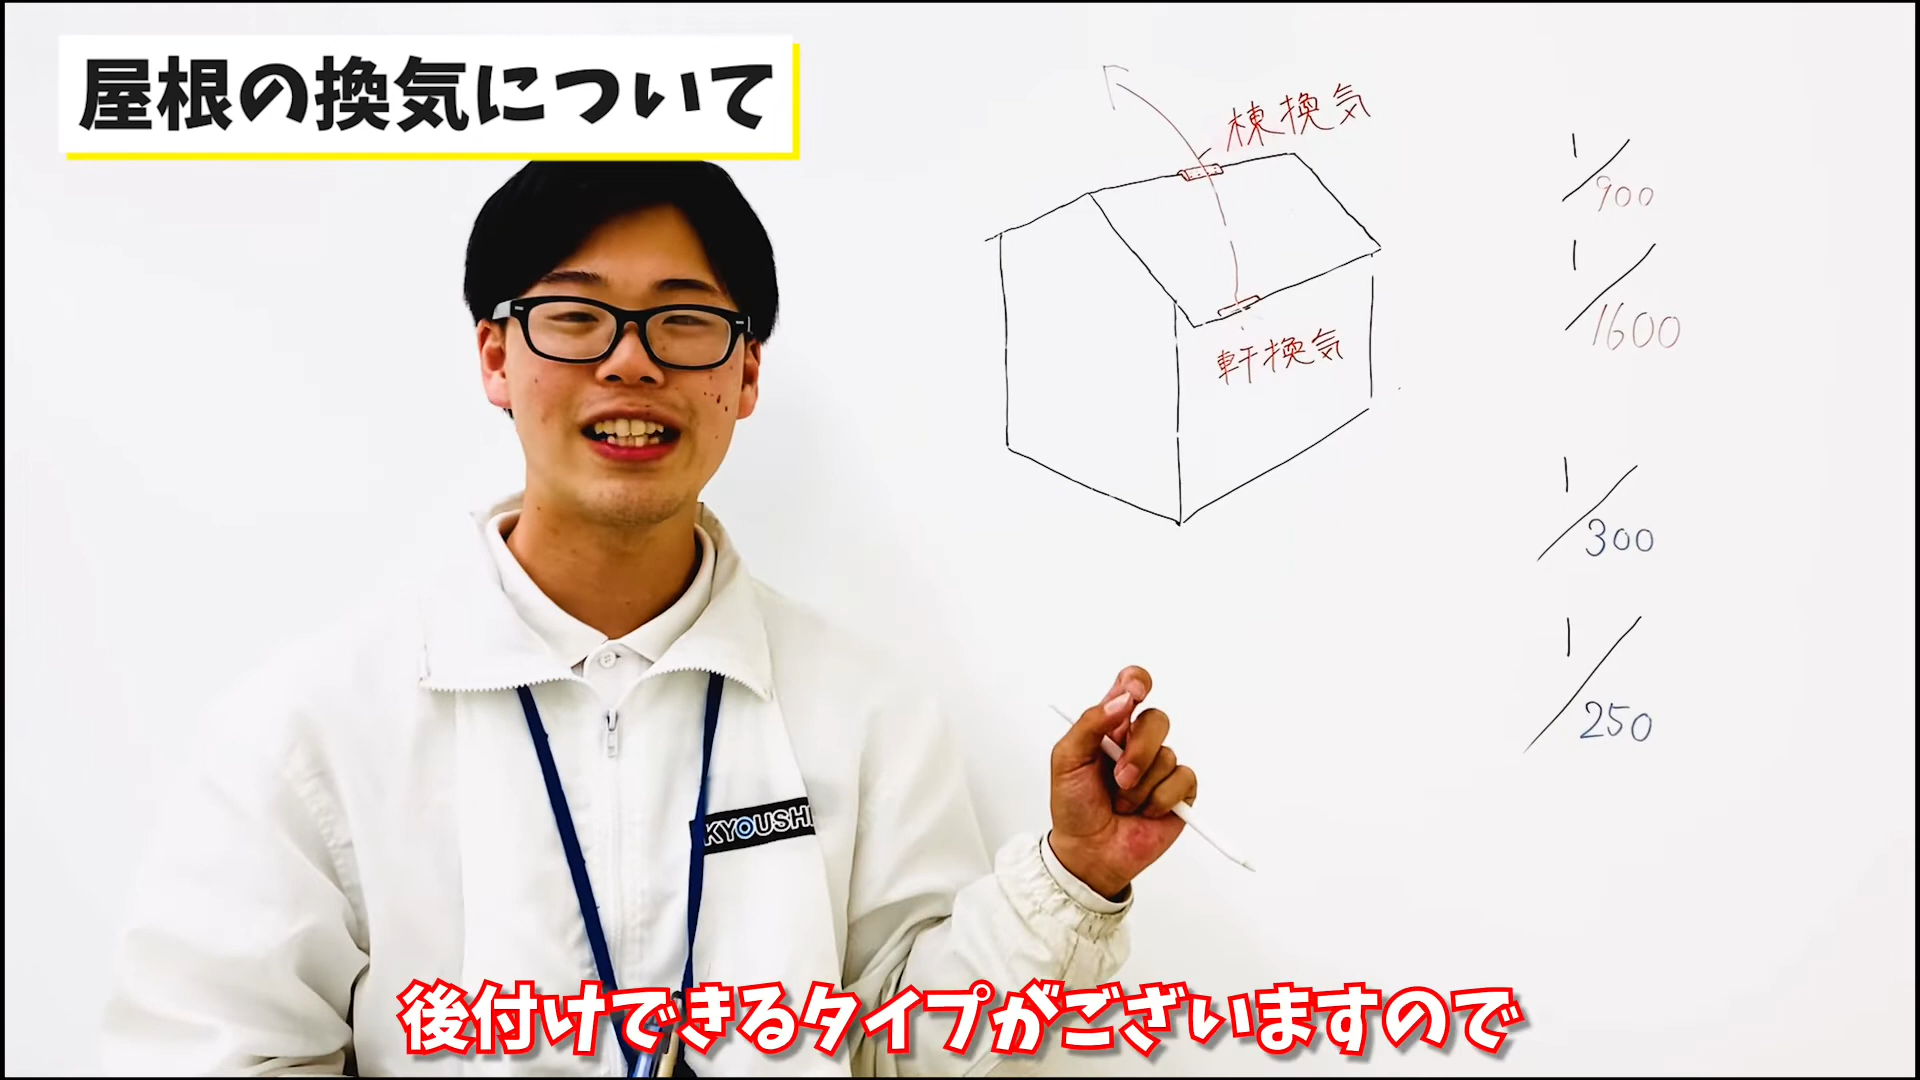 屋根の換気について
棟換気
軒換気
1/900
1/1600
1/300
1/250
KYOUSHI
後付けできるタイプがございますので